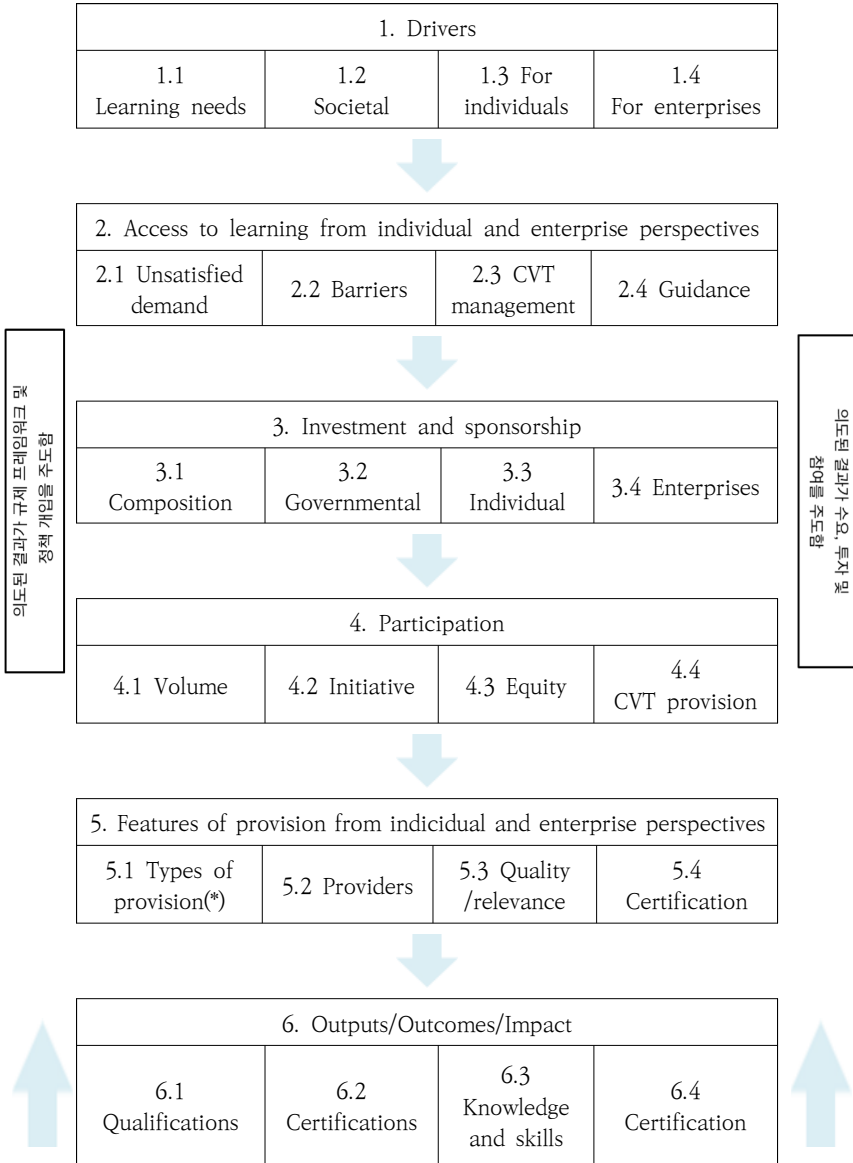 1. Drivers
1.1
Learning needs
1.2
Societal
1.3 For
individuals
1.4
For enterprises
2. Access to learning from individual and enterprise perspectives
2.1 Unsatisfied
demand
2.2 Barriers
2.3 CVT
management
2.4 Guidance
의도된 결과가 규제 프레임워크 및
정책 개입을 주도함
의도된 결과가 수요, 투자 및
참여를 주도함
3. Investment and sponsorship
3.1
Composition
3.2
Governmental
3.3
Individual
3.4 Enterprises
4. Participation
4.1 Volume
4.2 Initiative
4.3 Equity
4.4
CVT provision
5. Features of provision from indicidual and enterprise perspectives
5.1 Types of
provision(*)
5.2 Providers
5.3 Quality
/relevance
5.4
Certification
6. Outputs/Outcomes/Impact
6.1
Qualifications
6.2
Certifications
6.3
Knowledge
and skills
6.4
Certification